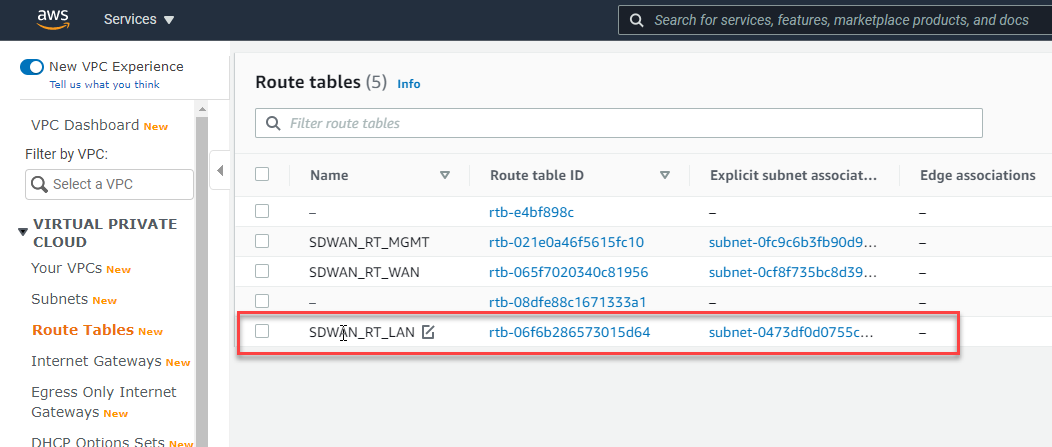 aws Services Search for services, features, marketplace products, and docs
New VPC Experience
Tell us what you think
VPC Dashboard New
Filter by VPC:
Select a VPC
VIRTUAL PRIVATE
CLOUD
Your VPCs New
Subnets New
Route Tables New
Internet Gateways New
Egress Only Internet
Gateways New
DHCP Options Sets New
Route tables (5) Info
Filter route tables
Name Route table ID Explicit subnet associat... Edge associations
– rtb-e4bf898c – –
SDWAN_RT_MGMT rtb-021e0a46f5615fc10 subnet-0fc9c6b3fb90d9... –
SDWAN_RT_WAN rtb-065f7020340c81956 subnet-0cf8f735bc8d39... –
– rtb-08dfe88c1671333a1 – –
SDWAN_RT_LAN rtb-06f6b286573015d64 subnet-0473df0d0755c... –